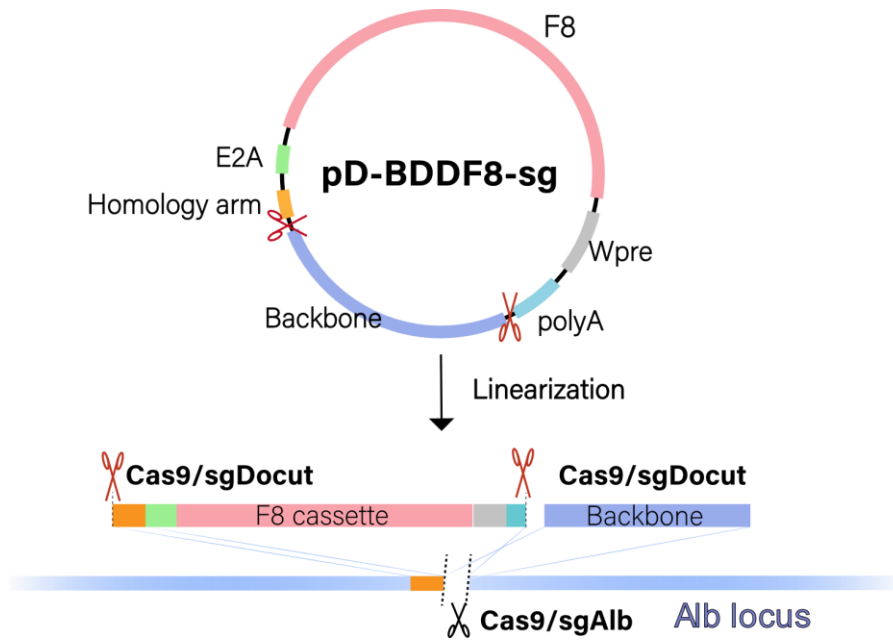 F8
E2A
pD-BDDF8-sg
Homology arm
Wpre
Backbone
polyA
Linearization
Cas9/sgDocut
Cas9/sgDocut
F8 cassette
Backbone
Cas9/sgAlb
Alb locus